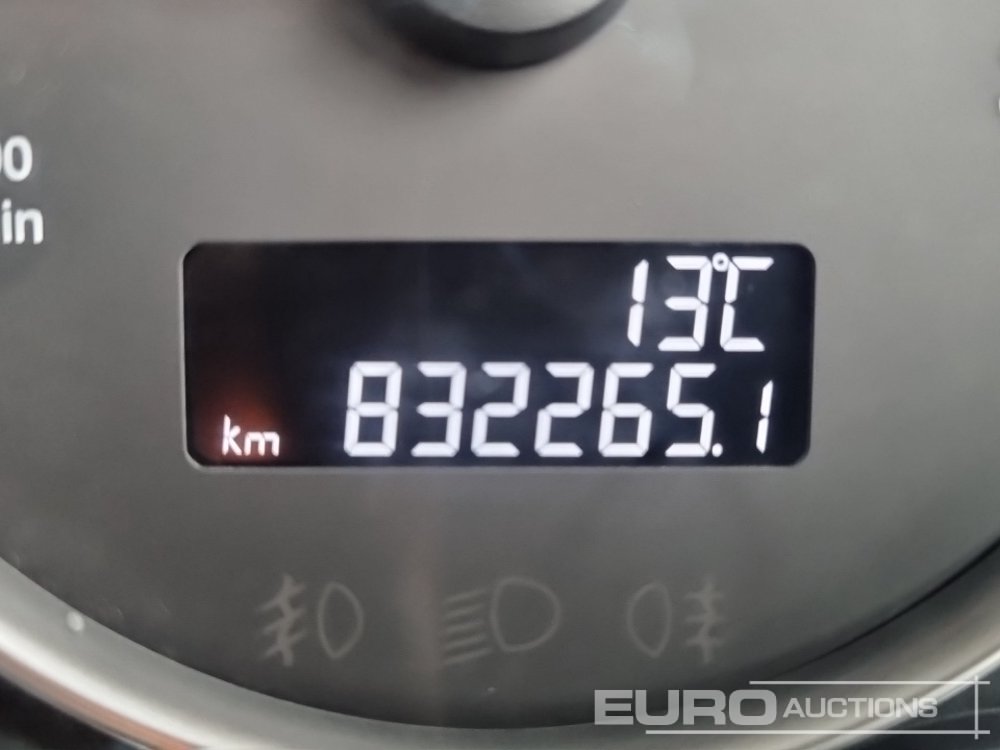 00
in
13°C
km 832265.1
EURO AUCTIONS